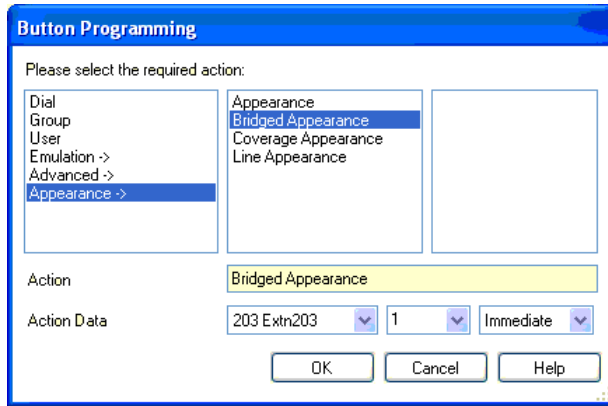 Button Programming
Please select the required action:
Dial
Group
User
Emulation ->
Advanced ->
Appearance ->
Appearance
Bridged Appearance
Coverage Appearance
Line Appearance
Action
Bridged Appearance
Action Data
203 Extn203
1
Immediate
OK
Cancel
Help